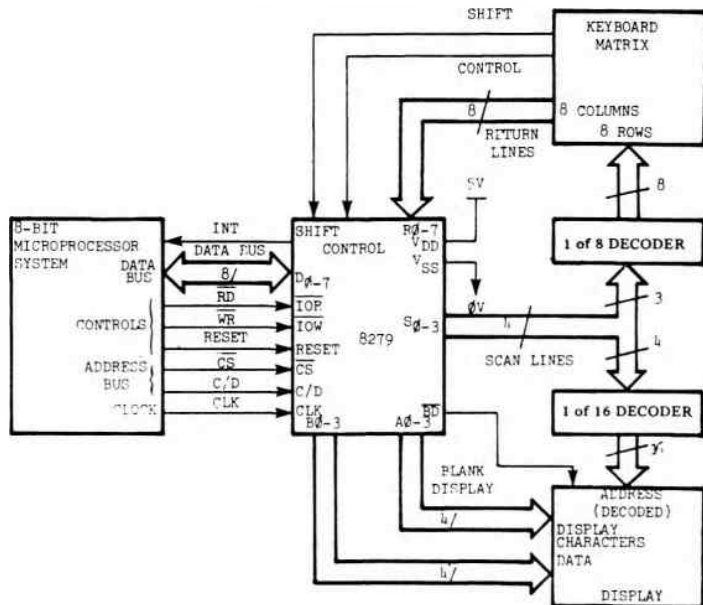 SHIFT
KEYBOARD
MATRIX
CONTROL
8
8 COLUMNS
8 ROWS
RITURN
LINES
8
5V
1 of 8 DECODER
8-BIT
MICROPROCESSOR
SYSTEM
DATA
BUS
INT
DATA BUS
8/
SHIFT
CONTROL
RØ-7
VDD
VSS
DØ-7
ØV
3
RD
IOR
CONTROLS
WR
IOW
SØ-3
4
8279
SCAN LINES
4
RESET
RESET
ADDRESS
BUS
CS
CS
C/D
C/D
1 of 16 DECODER
CLOCK
CLK
CLK
BØ-3
AØ-3
BD
BLANK
DISPLAY
ADDRESS
(DECODED)
4/
DISPLAY
CHARACTERS
DATA
4/
DISPLAY